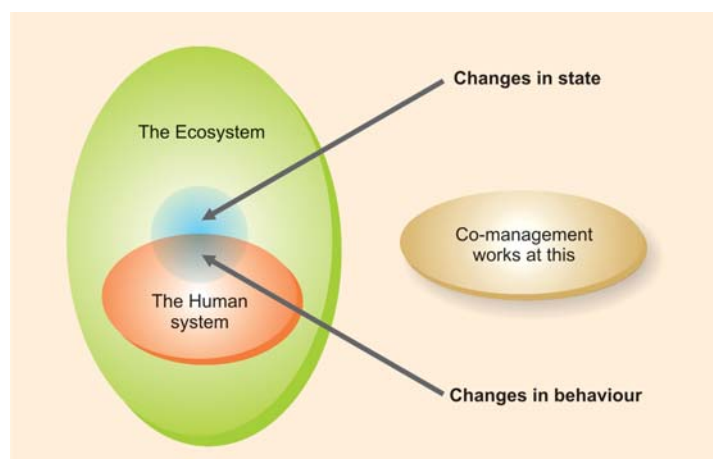 Changes in state
The Ecosystem
Co-management
works at this
The Human
system
Changes in behaviour